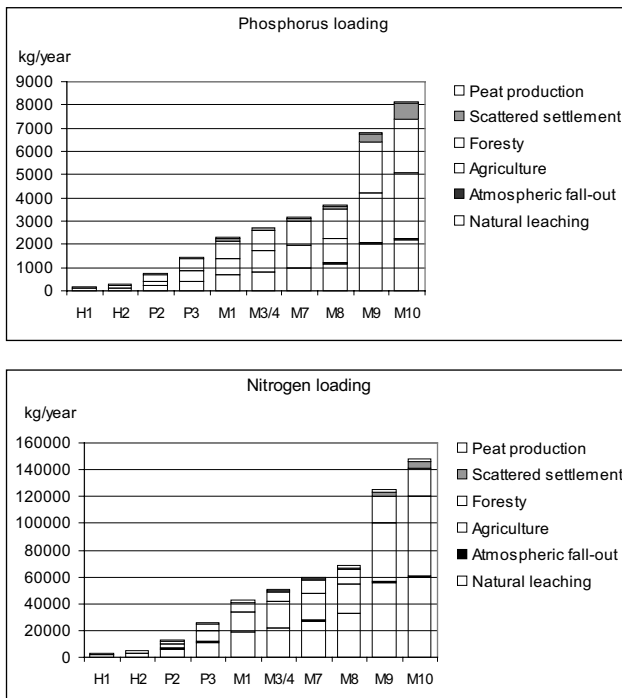 Phosphorus loading
kg/year
9000
8000
7000
6000
5000
4000
3000
2000
1000
0
H1 H2 P2 P3 M1 M3/4 M7 M8 M9 M10
Peat production
Scattered settlement
Foresty
Agriculture
Atmospheric fall-out
Natural leaching
Nitrogen loading
kg/year
160000
140000
120000
100000
80000
60000
40000
20000
0
H1 H2 P2 P3 M1 M3/4 M7 M8 M9 M10
Peat production
Scattered settlement
Foresty
Agriculture
Atmospheric fall-out
Natural leaching